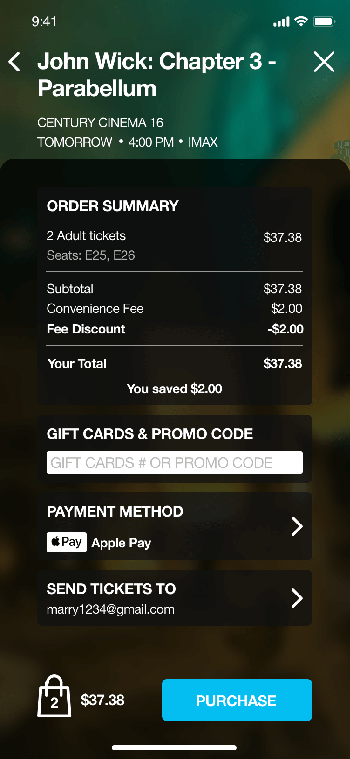 9:41
John Wick: Chapter 3 -
Parabellum
CENTURY CINEMA 16
TOMORROW • 4:00 PM • IMAX
ORDER SUMMARY
2 Adult tickets $37.38
Seats: E25, E26
Subtotal $37.38
Convenience Fee $2.00
Fee Discount -$2.00
Your Total $37.38
You saved $2.00
GIFT CARDS & PROMO CODE
GIFT CARDS # OR PROMO CODE
PAYMENT METHOD
Pay Apple Pay
SEND TICKETS TO
marry1234@gmail.com
2 $37.38 PURCHASE